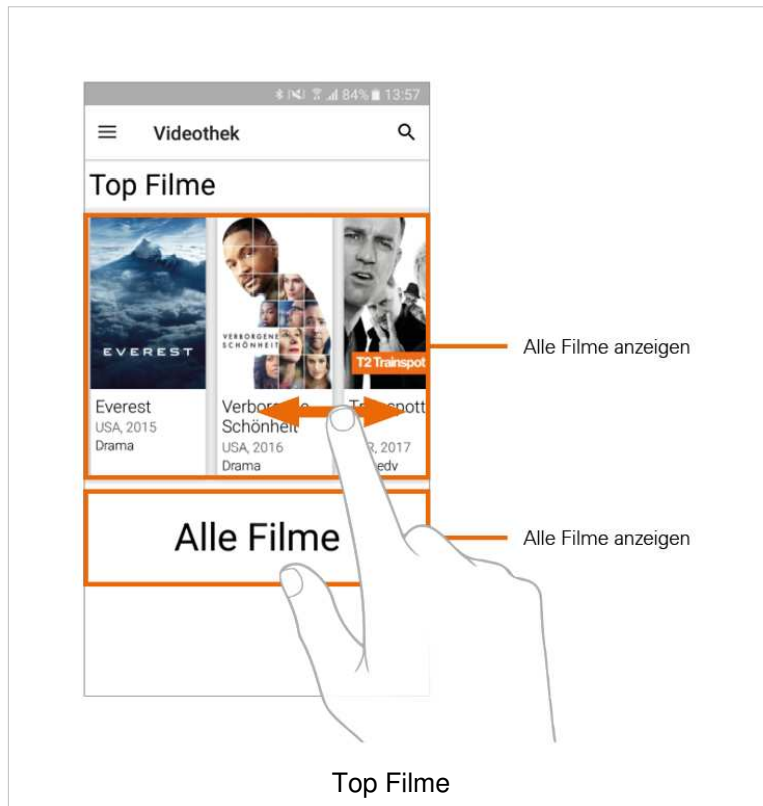 84% 13:57
Videothek
Top Filme
EVEREST
VERBORGENE
SCHÖNHEIT
T2 Trainspot
Everest
USA, 2015
Drama
Verborgene
Schönheit
USA, 2016
Drama
R, 2017
Alle Filme anzeigen
Alle Filme
Alle Filme anzeigen
Top Filme